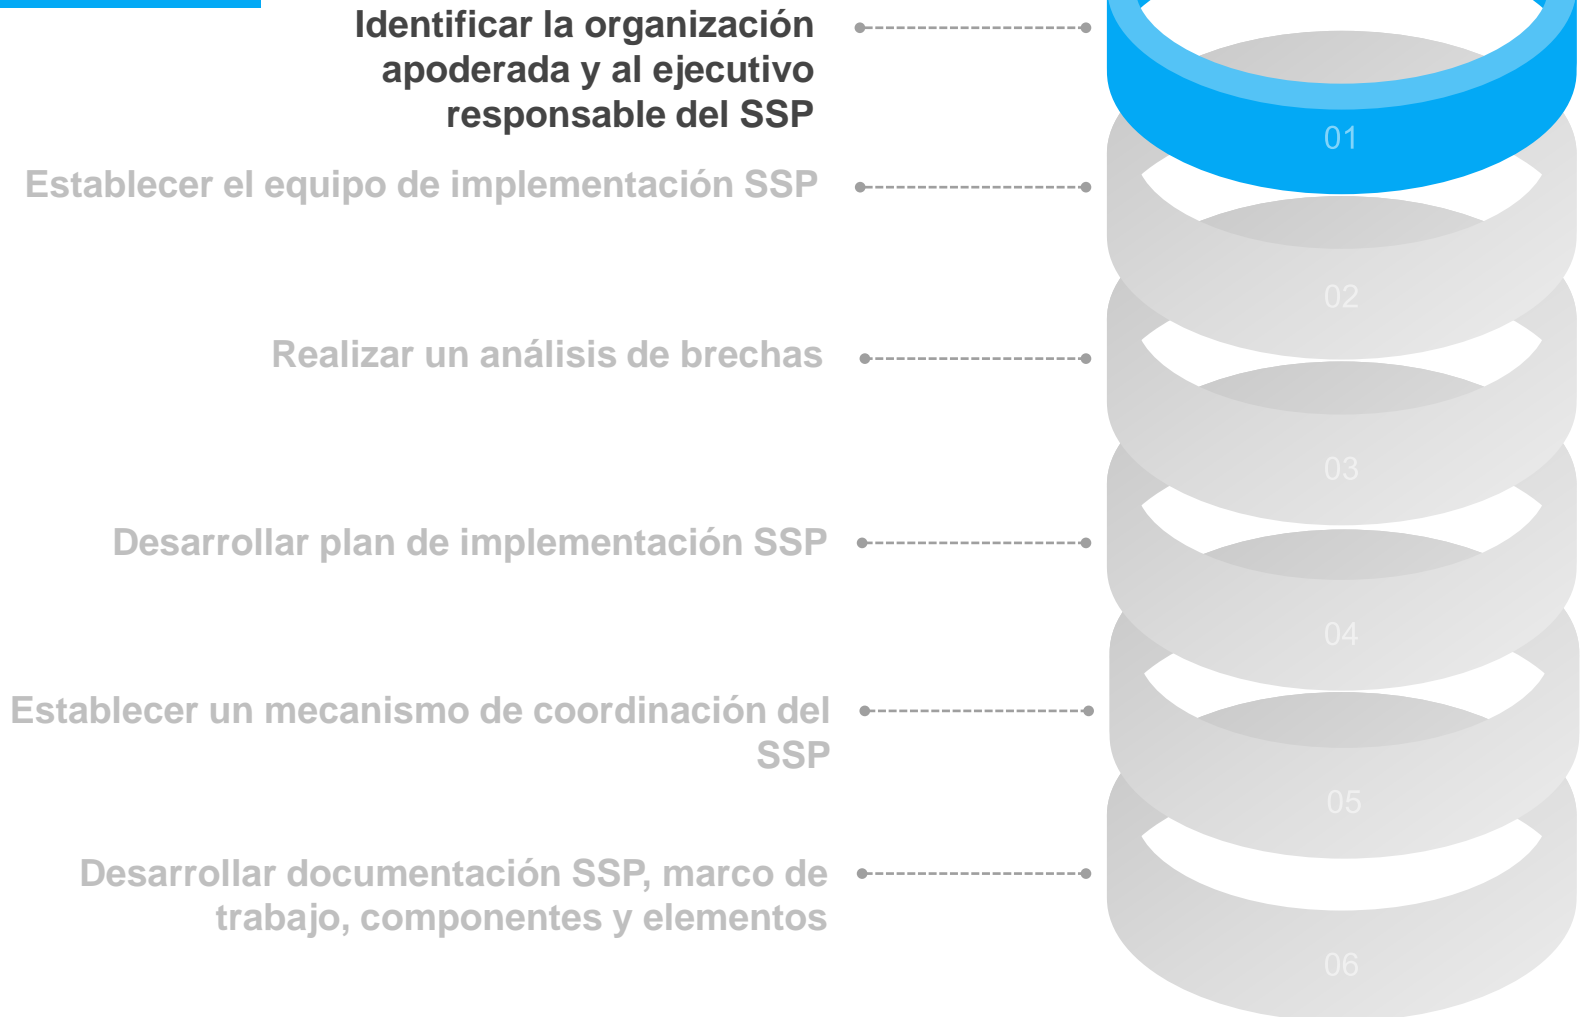 Identificar la organización
apoderada y al ejecutivo
responsable del SSP
01
Establecer el equipo de implementación SSP
02
Realizar un análisis de brechas
03
Desarrollar plan de implementación SSP
04
Establecer un mecanismo de coordinación del
SSP
05
Desarrollar documentación SSP, marco de
trabajo, componentes y elementos
06